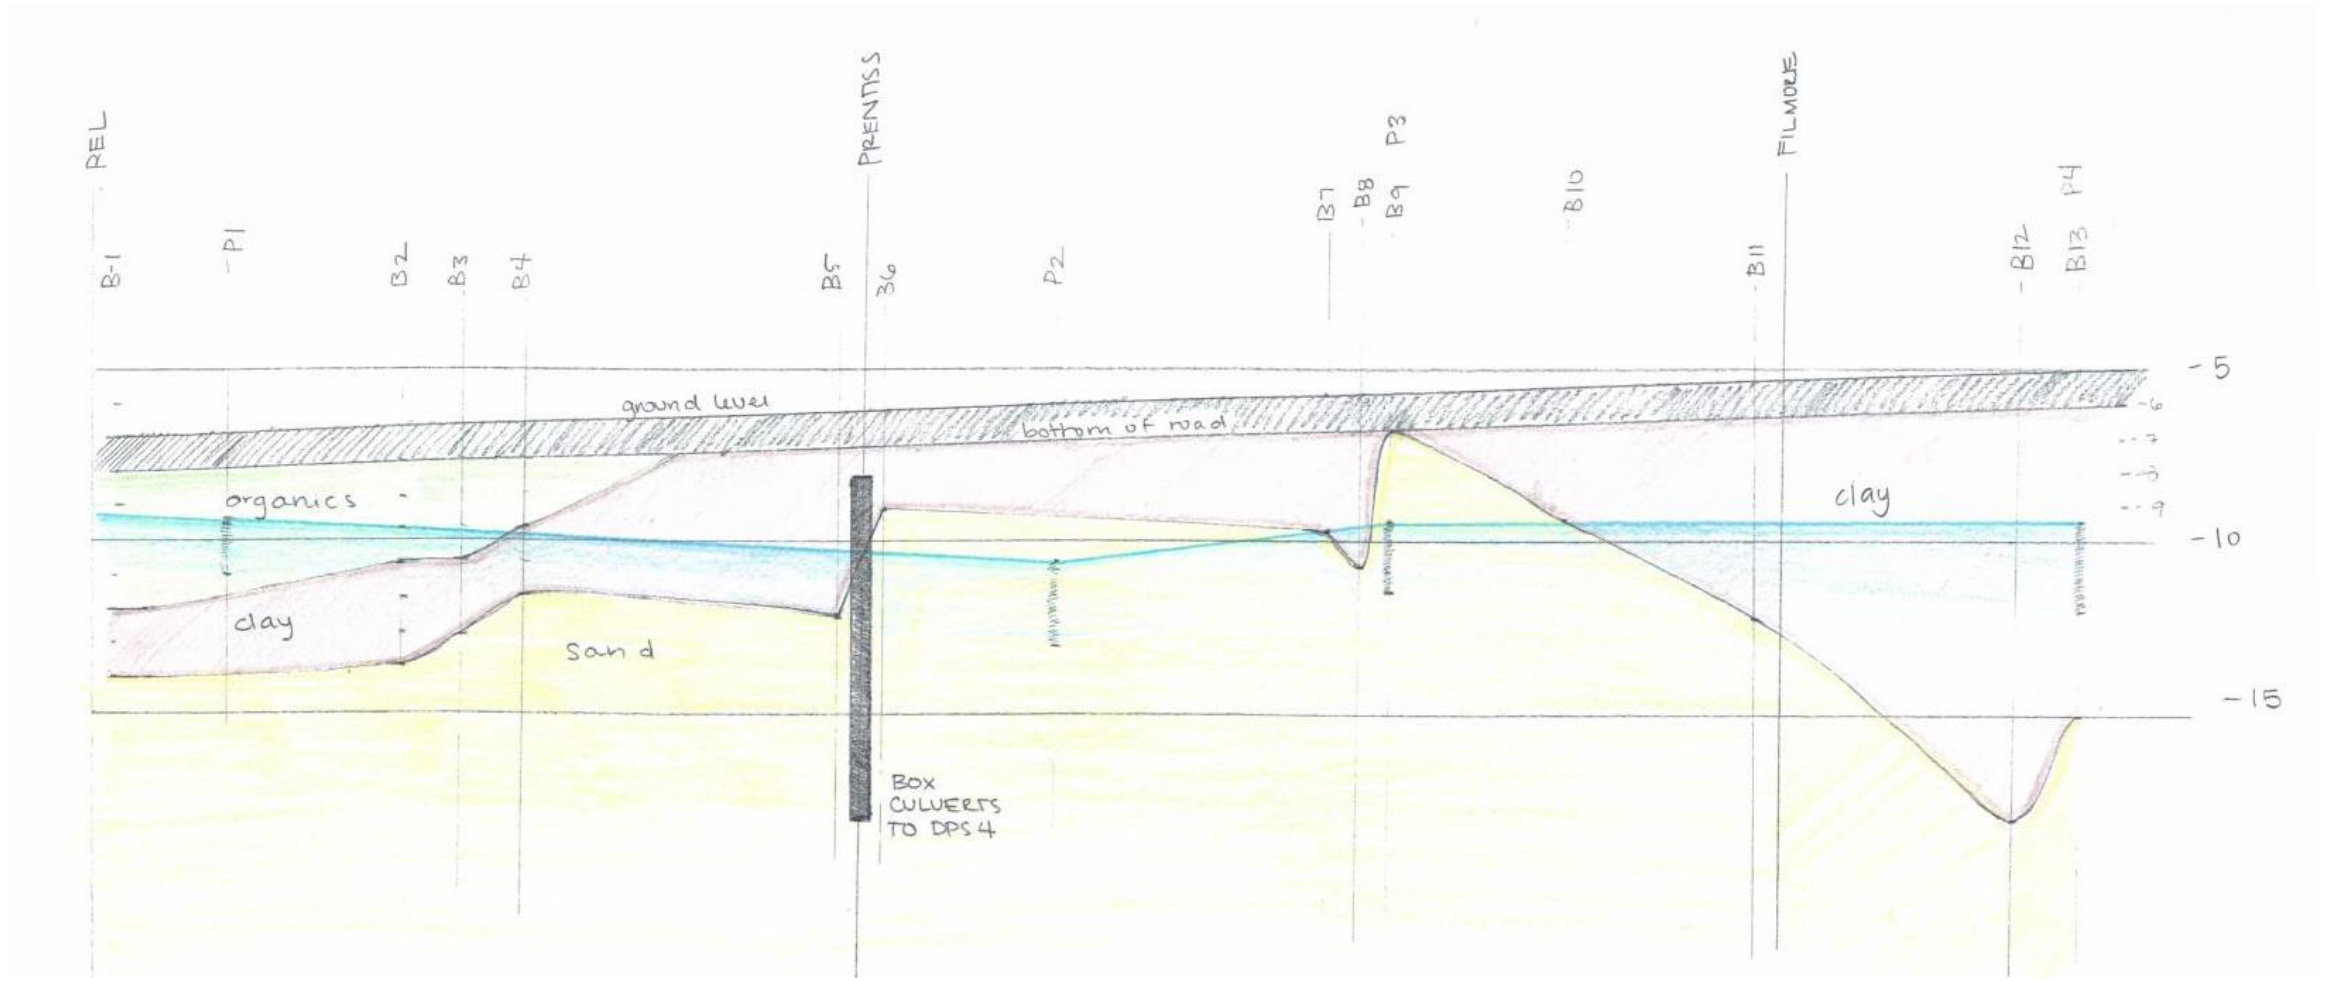 REL
PRENTISS
FILMORE
B-1
-P1
B2
B3
B4
B5
B6
P2
B7
-B8
B9 P3
-B10
-B11
-B12
B13 P4
-5
ground level
bottom of road
-6
-7
-8
-9
organics
clay
-10
clay
sand
-15
BOX
CULVERTS
TO DPS4